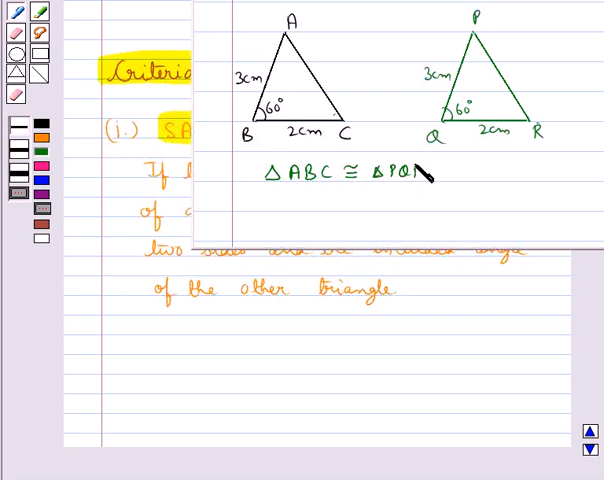 A P
3cm 3cm
60° 60°
B 2cm C Q 2cm R
Criteria
(i.) SA
△ ABC ≅ △ PQ
If
of
two sides and the included angle
of the other triangle.